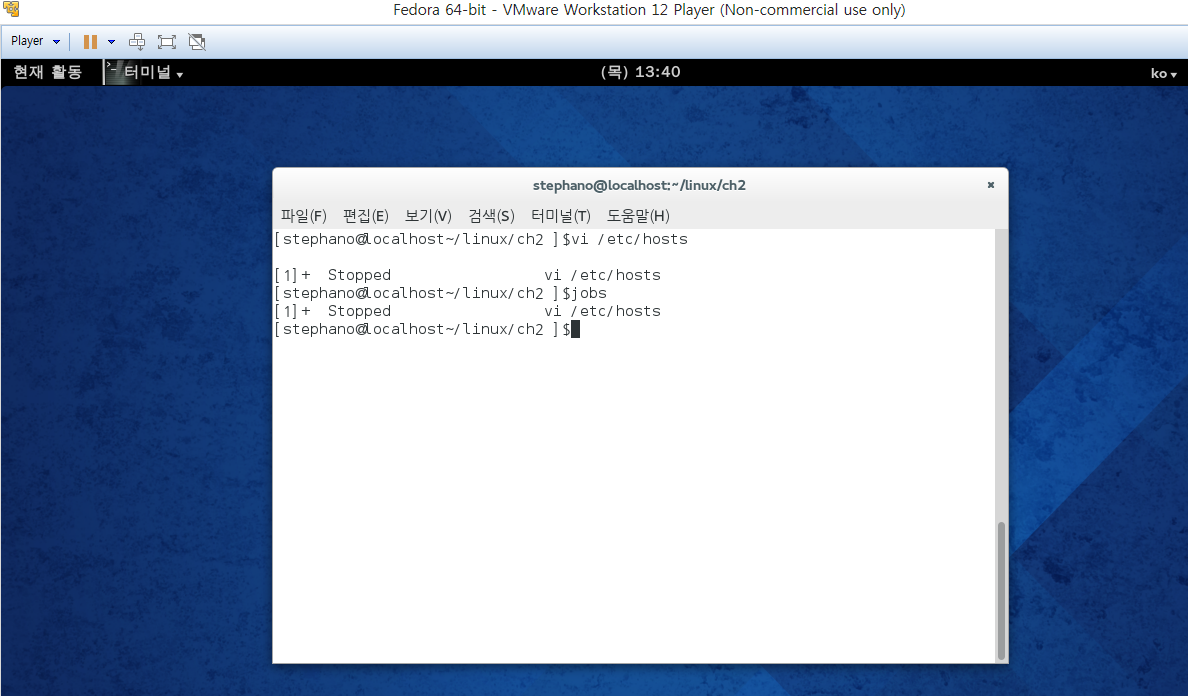 Fedora 64-bit - VMware Workstation 12 Player (Non-commercial use only)
Player
현재 활동 터미널 (목) 13:40 ko
stephano@localhost:~/linux/ch2
파일(F) 편집(E) 보기(V) 검색(S) 터미널(T) 도움말(H)
[stephano@localhost~/linux/ch2 ]$vi /etc/hosts
[1]+  Stopped                 vi /etc/hosts
[stephano@localhost~/linux/ch2 ]$jobs
[1]+  Stopped                 vi /etc/hosts
[stephano@localhost~/linux/ch2 ]$